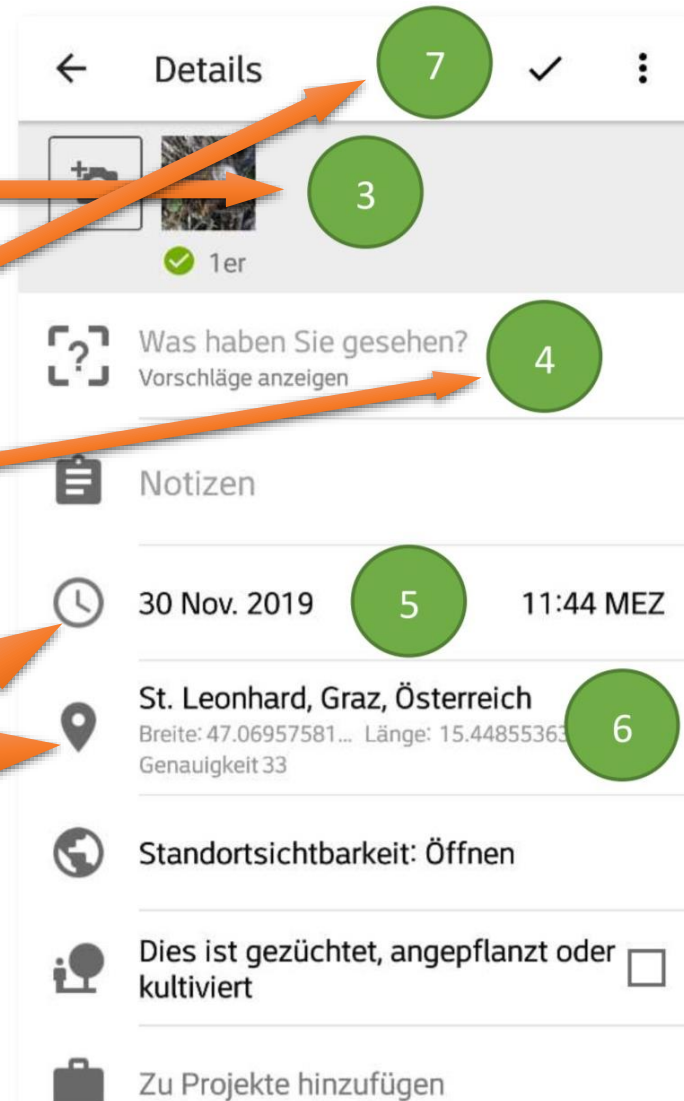 Details
7
3
1er
Was haben Sie gesehen?
Vorschläge anzeigen
4
Notizen
30 Nov. 2019
5
11:44 MEZ
St. Leonhard, Graz, Österreich
Breite: 47.06957581... Länge: 15.44855363
6
Genauigkeit 33
Standortsichtbarkeit: Öffnen
Dies ist gezüchtet, angepflanzt oder
kultiviert
Zu Projekte hinzufügen